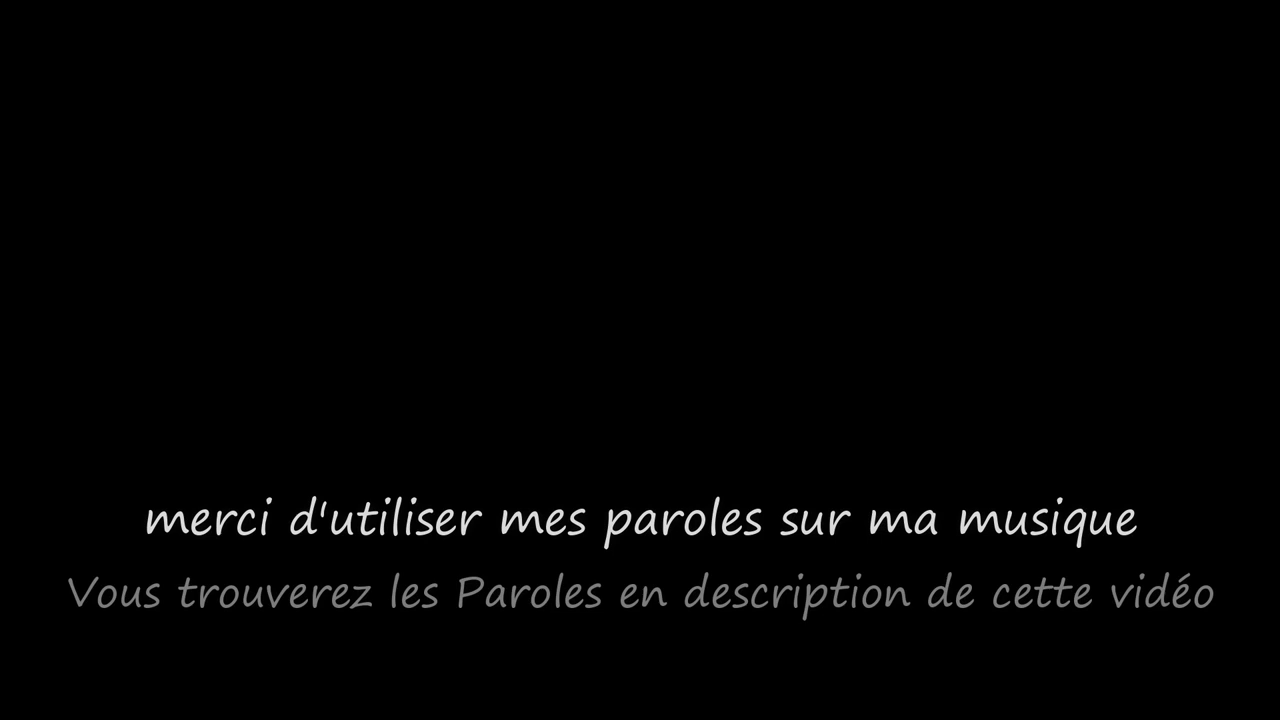 merci d'utiliser mes paroles sur ma musique
Vous trouverez les Paroles en description de cette vidéo